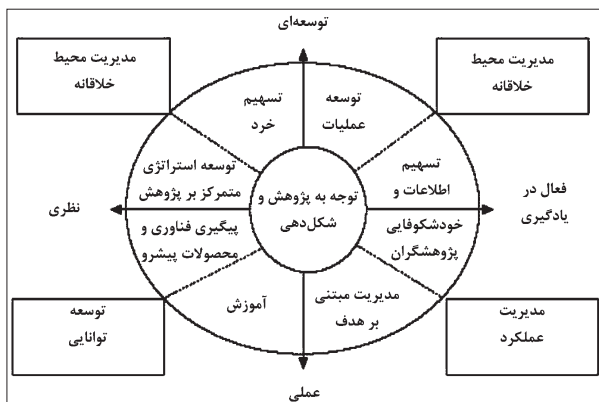 توسعه‌ای
مدیریت محیط
خلاقانه
مدیریت محیط
خلاقانه
توسعه
عملیات
تسهیم
خرد
تسهیم
اطلاعات و
توسعه استراتژی
متمرکز بر پژوهش
توجه به پژوهش و
شکل‌دهی
فعال در
یادگیری
نظری
خودشکوفایی
پژوهشگران
پیگیری فناوری و
محصولات پیشرو
مدیریت مبتنی
بر هدف
آموزش
مدیریت
عملکرد
توسعه
توانایی
عملی